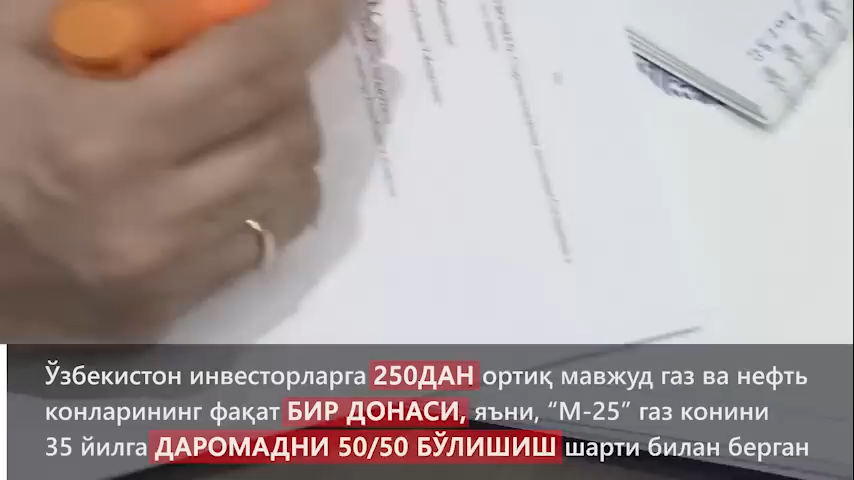 Ўзбекистон инвесторларга 250ДАН ортиқ мавжуд газ ва нефть
конларининг фақат БИР ДОНАСИ, яъни, “М-25” газ конини
35 йилга ДАРОМАДНИ 50/50 БЎЛИШИШ шарти билан берган